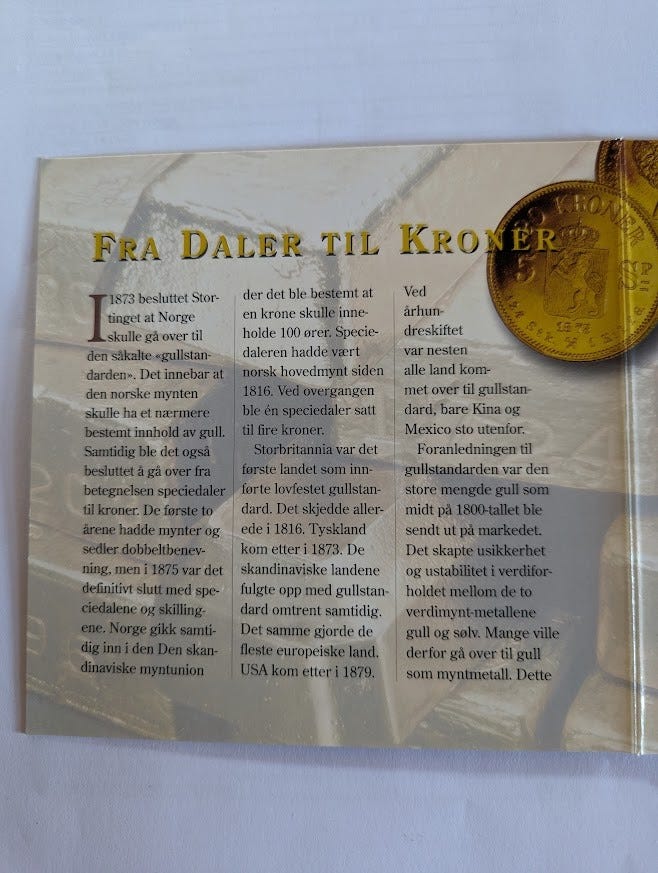 FRA DALER TIL KRONER
I 1873 besluttet Stor-
tinget at Norge
skulle gå over til
den såkalte «gullstan-
darden». Det innebar at
den norske mynten
skulle ha et nærmere
bestemt innhold av gull.
Samtidig ble det også
besluttet å gå over fra
betegnelsen speciedaler
til kroner. De første to
årene hadde mynter og
sedler dobbeltbenev-
ning, men i 1875 var det
definitivt slutt med spe-
ciedalene og skilling-
ene. Norge gikk samti-
dig inn i den Den skan-
dinaviske myntunion
der det ble bestemt at
en krone skulle inne-
holde 100 ører. Specie-
daleren hadde vært
norsk hovedmynt siden
1816. Ved overgangen
ble én speciedaler satt
til fire kroner.
Storbritannia var det
første landet som inn-
førte lovfestet gullstan-
dard. Det skjedde aller-
ede i 1816. Tyskland
kom etter i 1873. De
skandinaviske landene
fulgte opp med gullstan-
dard omtrent samtidig.
Det samme gjorde de
fleste europeiske land.
USA kom etter i 1879.
Ved
århun-
dreskiftet
var nesten
alle land kom-
met over til gullstan-
dard, bare Kina og
Mexico sto utenfor.
Foranledningen til
gullstandarden var den
store mengde gull som
midt på 1800-tallet ble
sendt ut på markedet.
Det skapte usikkerhet
og ustabilitet i verdifor-
holdet mellom de to
verdimynt-metallene
gull og sølv. Mange ville
derfor gå over til gull
som myntmetall. Dette
KRONER
5
SP